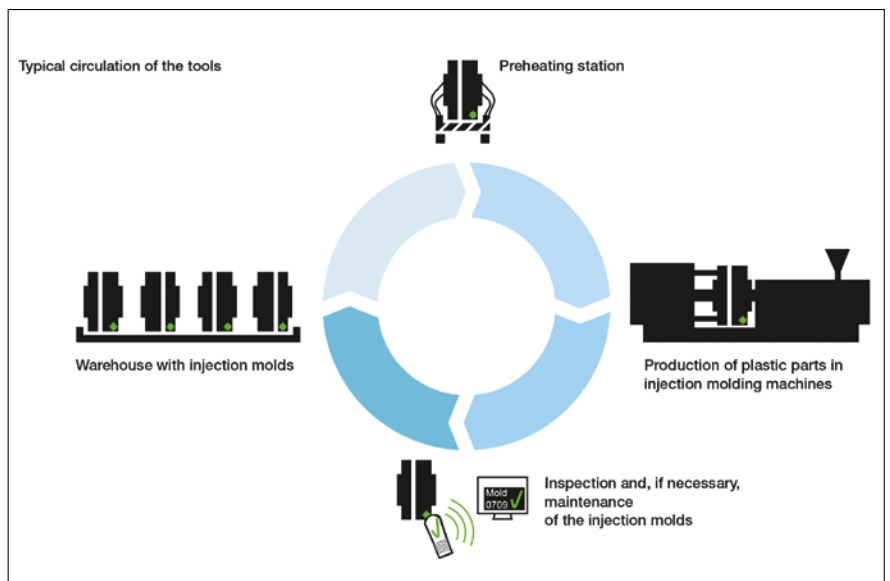 Typical circulation of the tools
Preheating station
Warehouse with injection molds
Production of plastic parts in
injection molding machines
Mold
0709
Inspection and, if necessary,
maintenance
of the injection molds